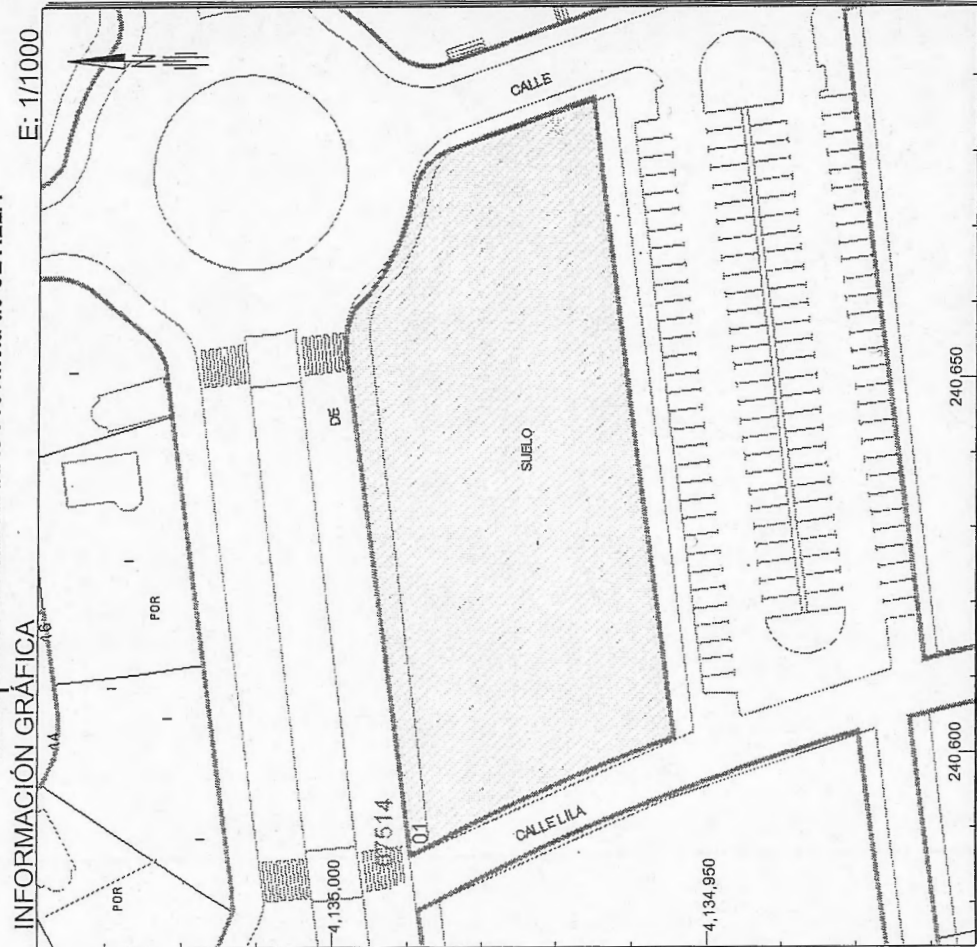 INFORMACIÓN GRÁFICA
E: 1/1000
44
16
POR
POR
I
I
I
I
I
DE
CALLE
SUELO
07514
01
CALLE LILA
4,135,000
4,134,950
240,600
240,650